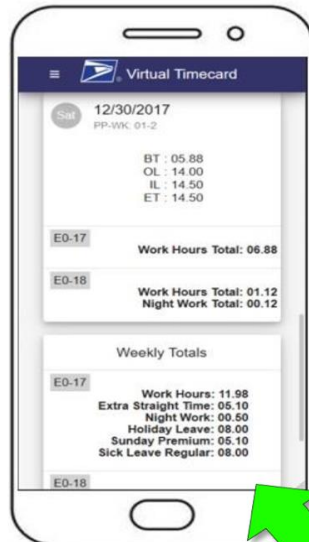 Virtual Timecard
Sat
12/30/2017
PP-WK: 01-2
BT : 05.88
OL : 14.00
IL : 14.50
ET : 14.50
E0-17
Work Hours Total: 06.88
E0-18
Work Hours Total: 01.12
Night Work Total: 00.12
Weekly Totals
E0-17
Work Hours: 11.98
Extra Straight Time: 05.10
Night Work: 00.50
Holiday Leave: 08.00
Sunday Premium: 05.10
Sick Leave Regular: 08.00
E0-18